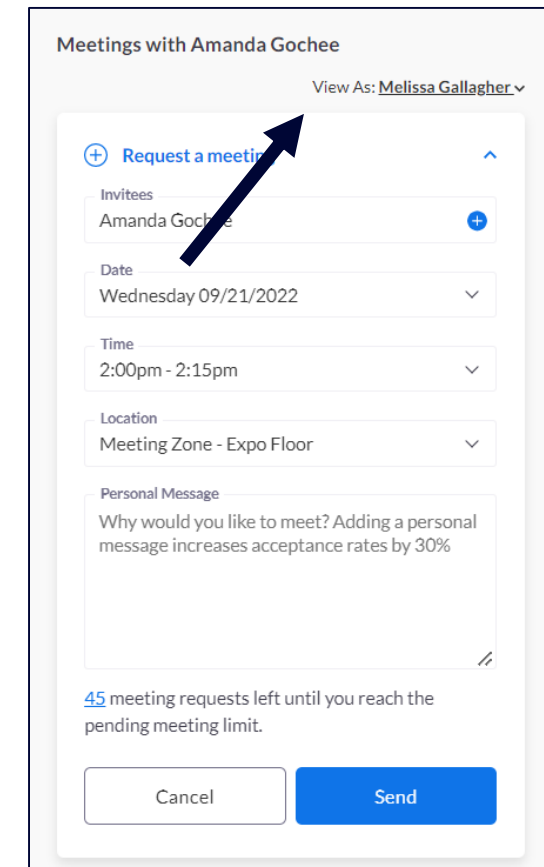 Meetings with Amanda Gochee
View As: Melissa Gallagher
Request a meeting
Invitees
Amanda Gochee
Date
Wednesday 09/21/2022
Time
2:00pm - 2:15pm
Location
Meeting Zone - Expo Floor
Personal Message
Why would you like to meet? Adding a personal
message increases acceptance rates by 30%
45 meeting requests left until you reach the
pending meeting limit.
Cancel Send